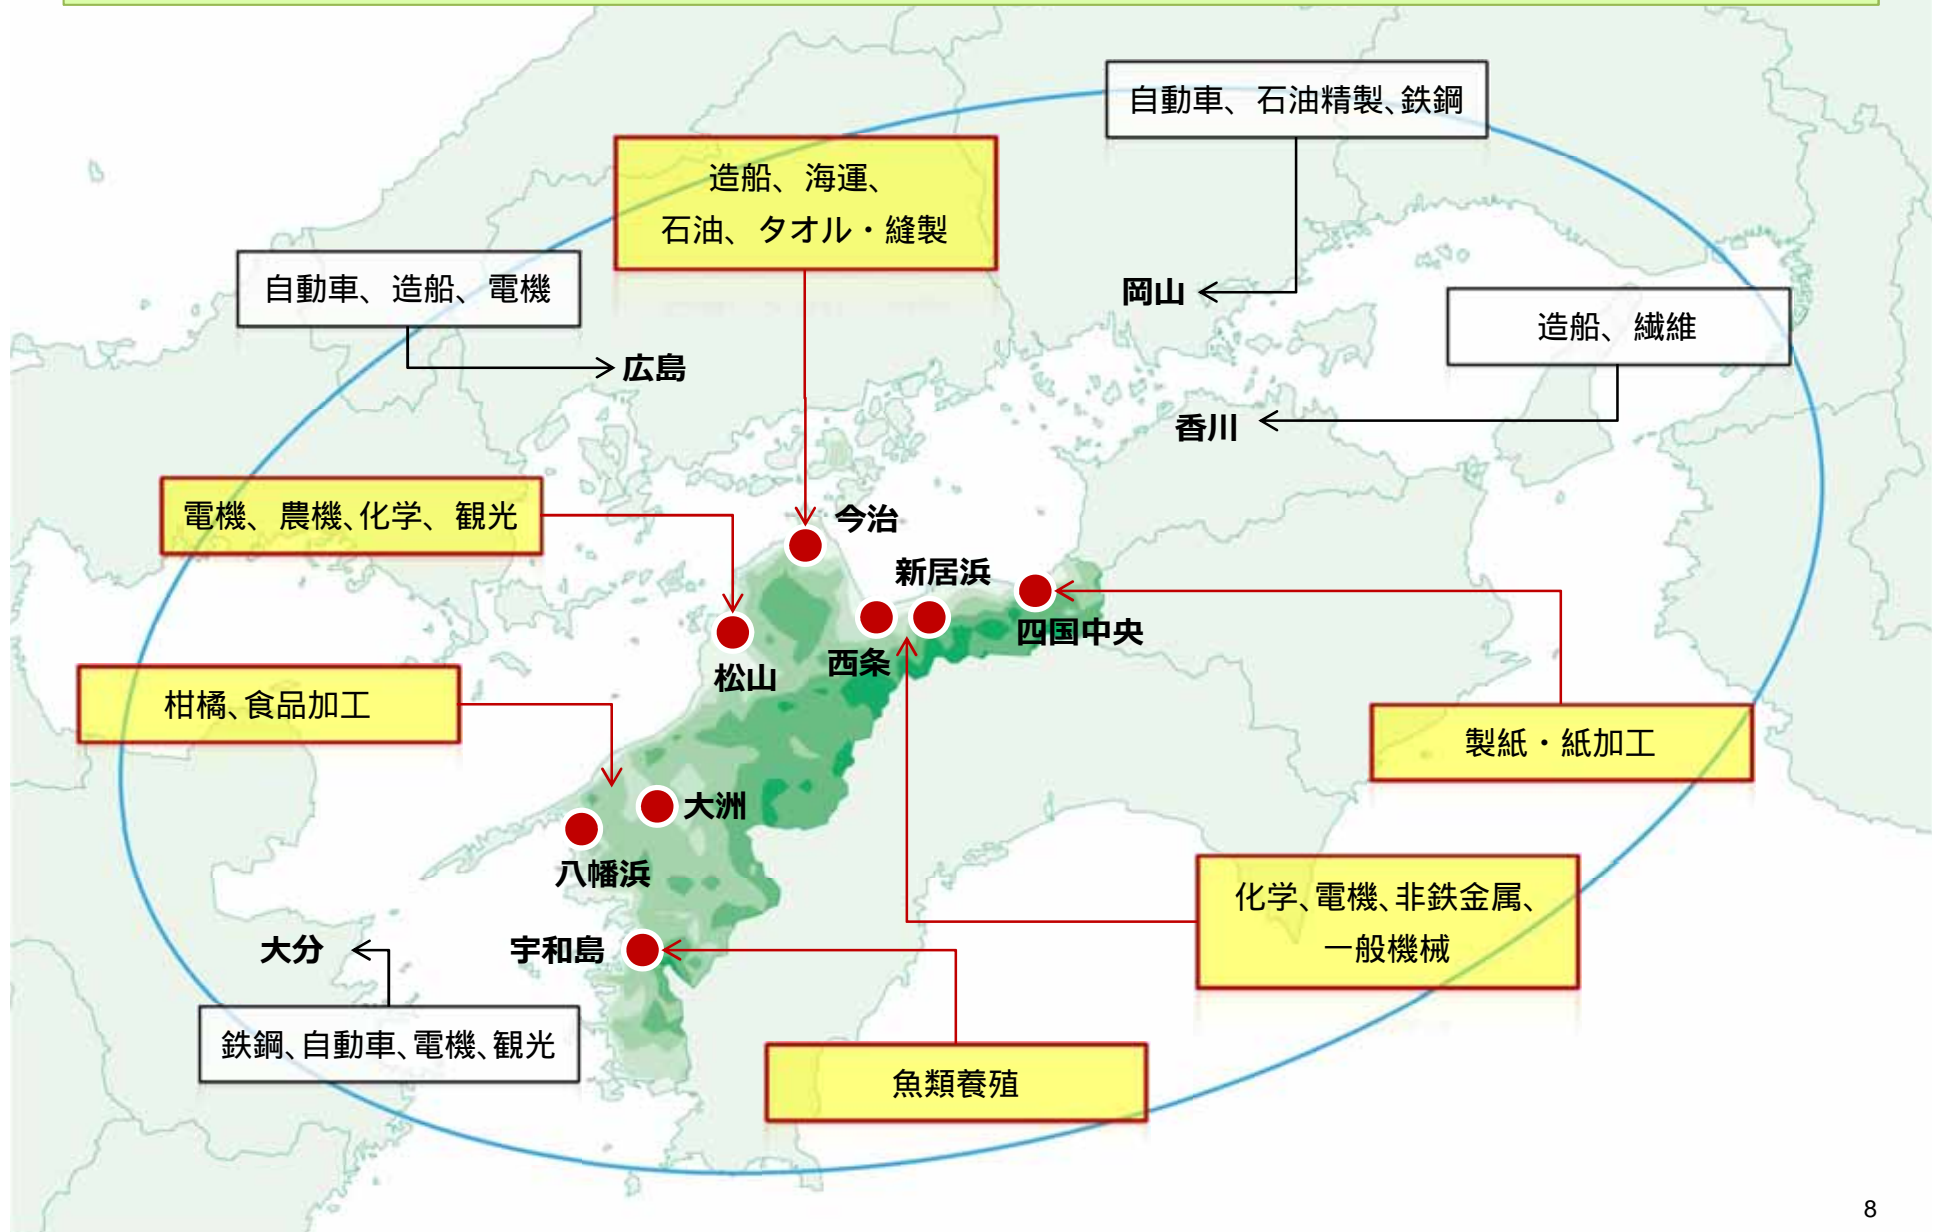 自動車、石油精製、鉄鋼
造船、海運、
石油、タオル・縫製
自動車、造船、電機
岡山
造船、繊維
広島
香川
電機、農機、化学、観光
今治
新居浜
四国中央
西条
松山
柑橘、食品加工
製紙・紙加工
大洲
八幡浜
化学、電機、非鉄金属、
一般機械
大分
宇和島
鉄鋼、自動車、電機、観光
魚類養殖
8